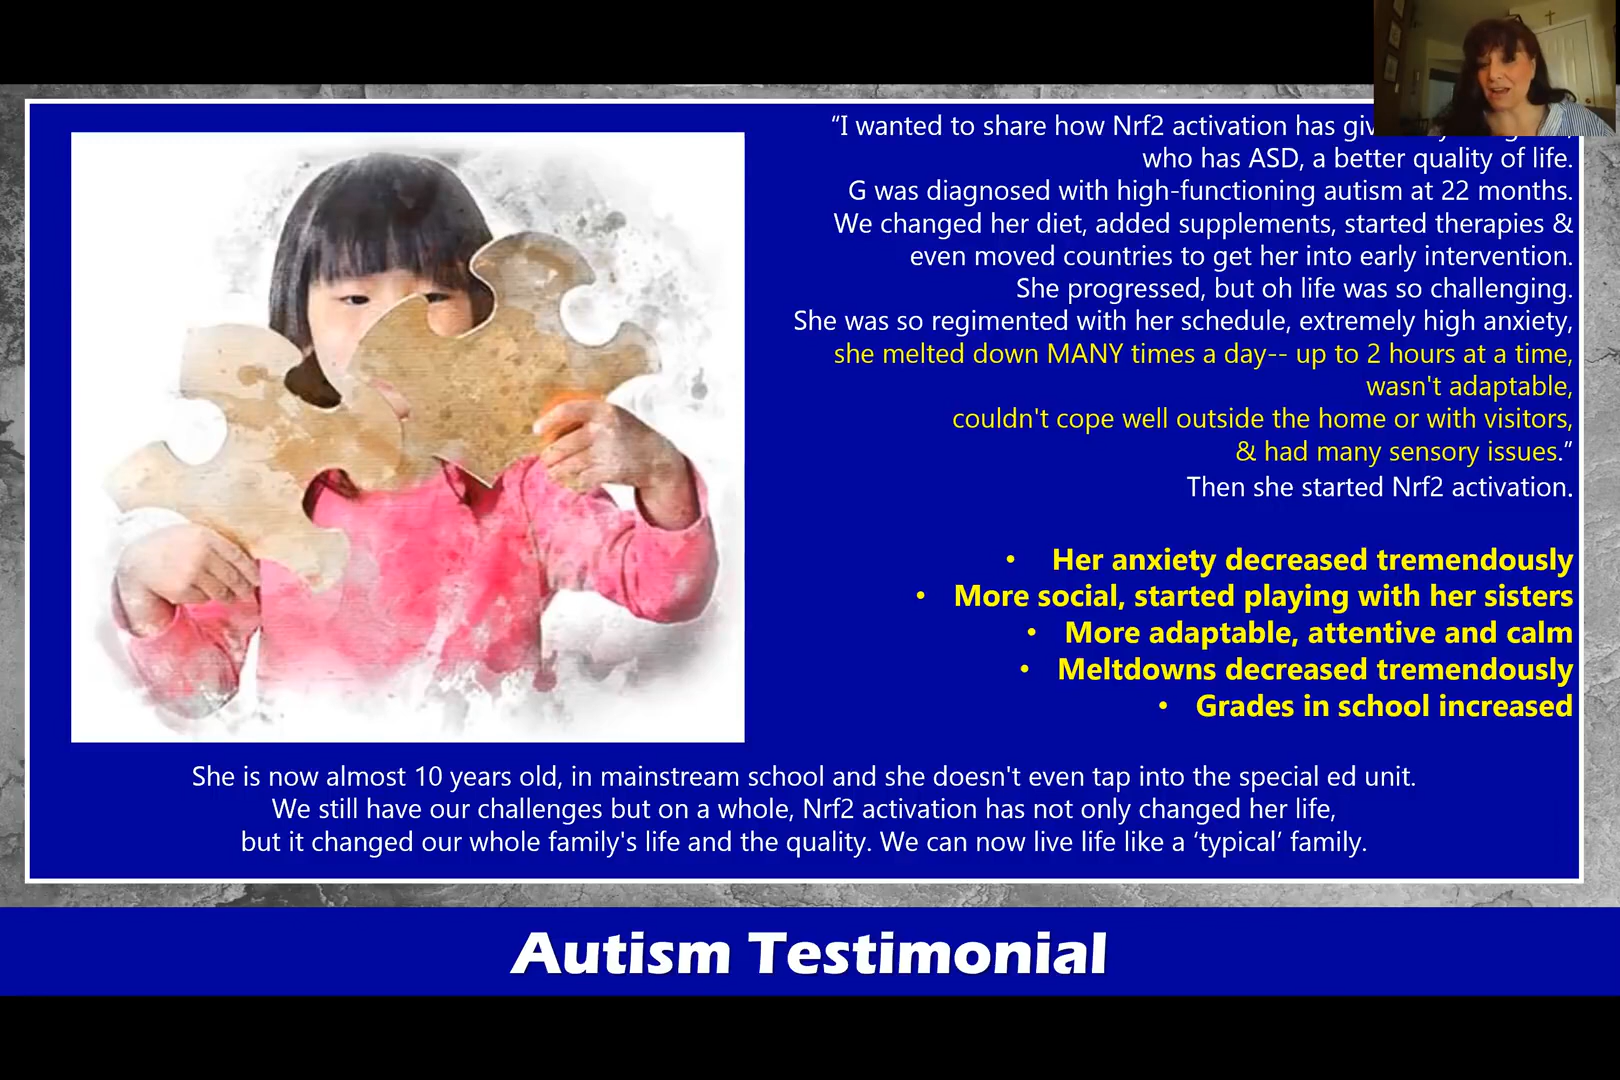 “I wanted to share how Nrf2 activation has
who has ASD, a better quality of life.
G was diagnosed with high-functioning autism at 22 months.
We changed her diet, added supplements, started therapies &
even moved countries to get her into early intervention.
She progressed, but oh life was so challenging.
She was so regimented with her schedule, extremely high anxiety,
she melted down MANY times a day-- up to 2 hours at a time,
wasn't adaptable,
couldn't cope well outside the home or with visitors,
& had many sensory issues.”
Then she started Nrf2 activation.
• Her anxiety decreased tremendously
• More social, started playing with her sisters
• More adaptable, attentive and calm
• Meltdowns decreased tremendously
• Grades in school increased
She is now almost 10 years old, in mainstream school and she doesn't even tap into the special ed unit.
We still have our challenges but on a whole, Nrf2 activation has not only changed her life,
but it changed our whole family's life and the quality. We can now live life like a ‘typical’ family.
Autism Testimonial